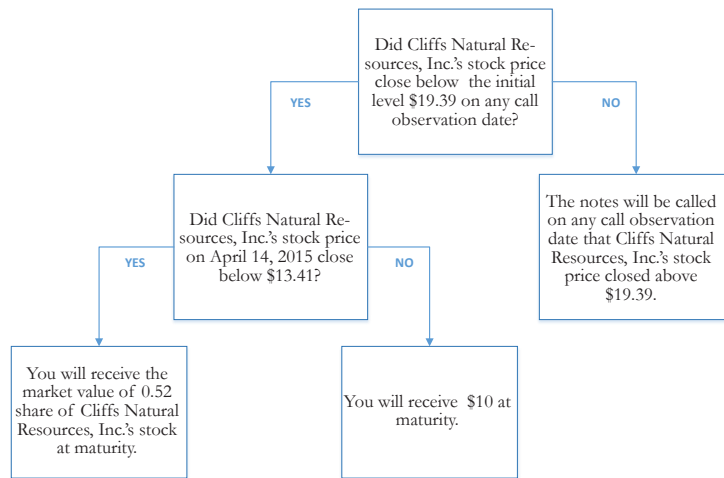 Did Cliffs Natural Re-
sources, Inc.'s stock price
close below the initial
level $19.39 on any call
observation date?
YES
NO
Did Cliffs Natural Re-
sources, Inc.'s stock price
on April 14, 2015 close
below $13.41?
The notes will be called
on any call observation
date that Cliffs Natural
Resources, Inc.'s stock
price closed above
$19.39.
YES
NO
You will receive the
market value of 0.52
share of Cliffs Natural
Resources, Inc.'s stock
at maturity.
You will receive $10 at
maturity.